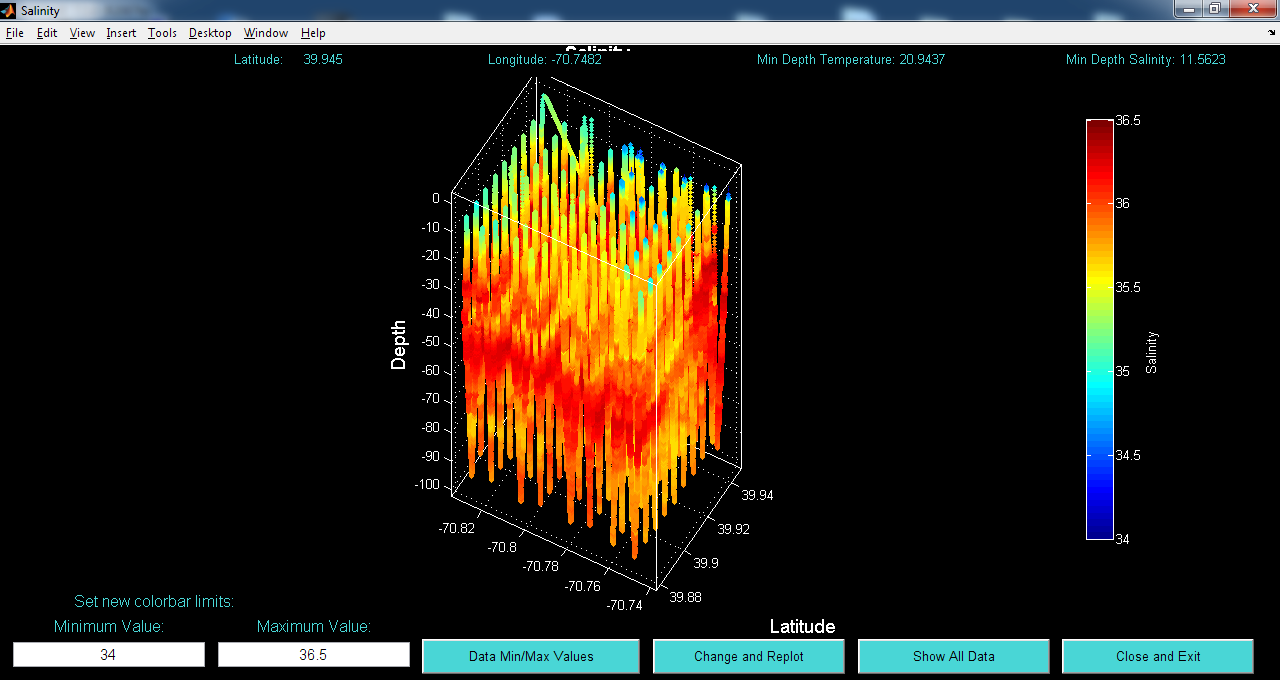 Salinity
File Edit View Insert Tools Desktop Window Help
Salinity
Latitude: 39.945 Longitude: -70.7482 Min Depth Temperature: 20.9437 Min Depth Salinity: 11.5623
36.5
36
35.5
35
34.5
34
Salinity
Depth
0
-10
-20
-30
-40
-50
-60
-70
-80
-90
-100
-70.82
-70.8
-70.78
-70.76
-70.74
39.94
39.92
39.9
39.88
Latitude
Set new colorbar limits:
Minimum Value: Maximum Value:
34 36.5 Data Min/Max Values Change and Replot Show All Data Close and Exit